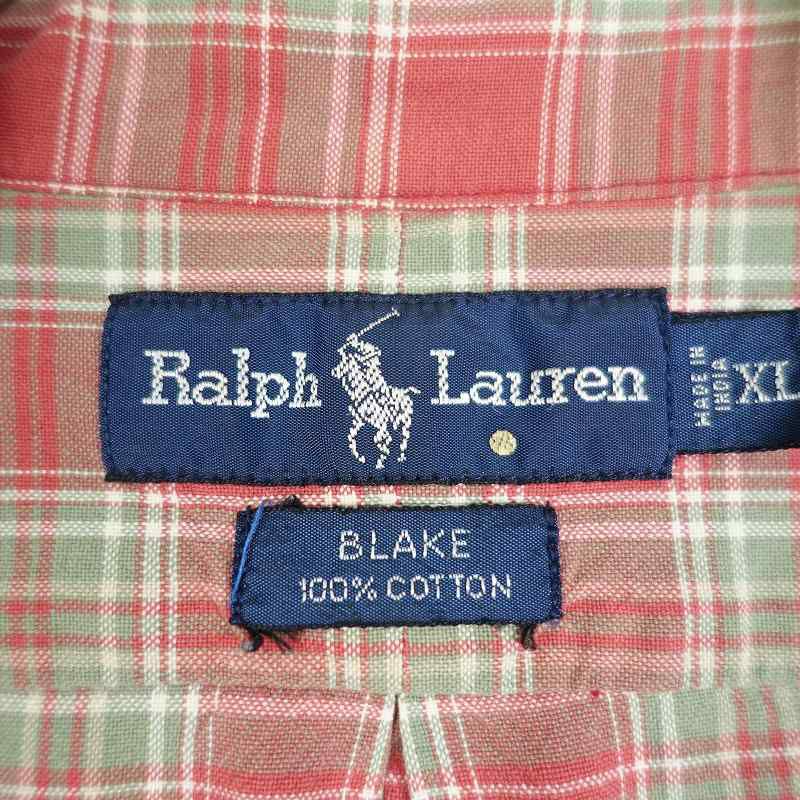 Ralph Lauren
MADE IN
INDIA
XL
BLAKE
100% COTTON